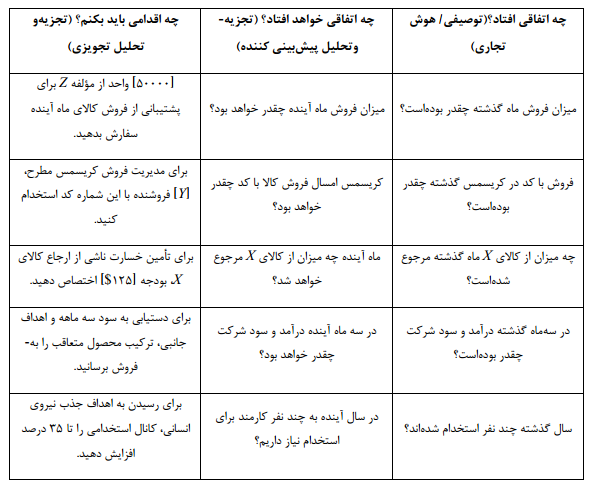 چه اتفاقی افتاد؟(توصیفی/ هوش
تجاری)
چه اتفاقی خواهد افتاد؟ (تجزیه-
وتحلیل پیش‌بینی کننده)
چه اقدامی باید بکنم؟ (تجزیه‌و
تحلیل تجویزی)
میزان فروش ماه گذشته چقدر بوده‌است؟
میزان فروش ماه آینده چقدر خواهد بود؟
[۵۰۰۰۰] واحد از مؤلفه Z برای
پشتیبانی از فروش کالای ماه آینده
سفارش بدهید.
فروش با کد در کریسمس گذشته چقدر
بوده‌است؟
کریسمس امسال فروش کالا با کد چقدر
خواهد بود؟
برای مدیریت فروش کریسمس مطرح،
[Y] فروشنده با این شماره کد استخدام
کنید.
چه میزان از کالای X ماه گذشته مرجوع
شده‌است؟
ماه آینده چه میزان از کالای X مرجوع
خواهد شد؟
برای تأمین خسارت ناشی از ارجاع کالای
X، بودجه [$۱۲۵] اختصاص دهید.
در سه‌ماه گذشته درآمد و سود شرکت
چقدر بوده‌است؟
در سه ماه آینده درآمد و سود شرکت
چقدر خواهد بود؟
برای دستیابی به سود سه ماهه و اهداف
جانبی، ترکیب محصول متعاقب را به-
فروش برسانید.
سال گذشته چند نفر استخدام شده‌اند؟
در سال آینده به چند نفر کارمند برای
استخدام نیاز داریم؟
برای رسیدن به اهداف جذب نیروی
انسانی، کانال استخدامی را تا ۳۵ درصد
افزایش دهید.